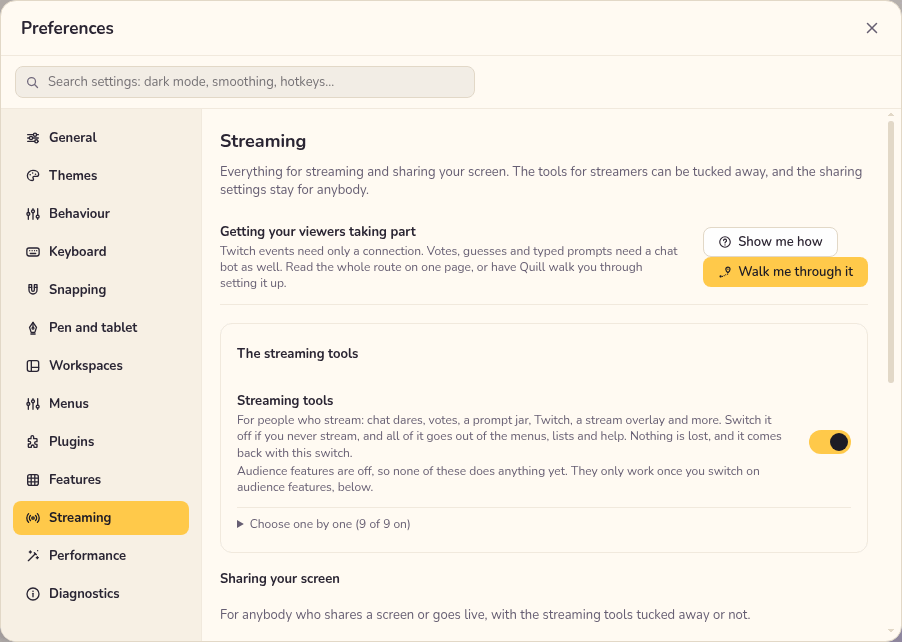 Preferences
Search settings: dark mode, smoothing, hotkeys...
General
Themes
Behaviour
Keyboard
Snapping
Pen and tablet
Workspaces
Menus
Plugins
Features
Streaming
Performance
Diagnostics
Streaming
Everything for streaming and sharing your screen. The tools for streamers can be tucked away, and the sharing
settings stay for anybody.
Getting your viewers taking part
Twitch events need only a connection. Votes, guesses and typed prompts need a chat
bot as well. Read the whole route on one page, or have Quill walk you through
setting it up.
Show me how
Walk me through it
The streaming tools
Streaming tools
For people who stream: chat dares, votes, a prompt jar, Twitch, a stream overlay and more. Switch it
off if you never stream, and all of it goes out of the menus, lists and help. Nothing is lost, and it comes
back with this switch.
Audience features are off, so none of these does anything yet. They only work once you switch on
audience features, below.
Choose one by one (9 of 9 on)
Sharing your screen
For anybody who shares a screen or goes live, with the streaming tools tucked away or not.